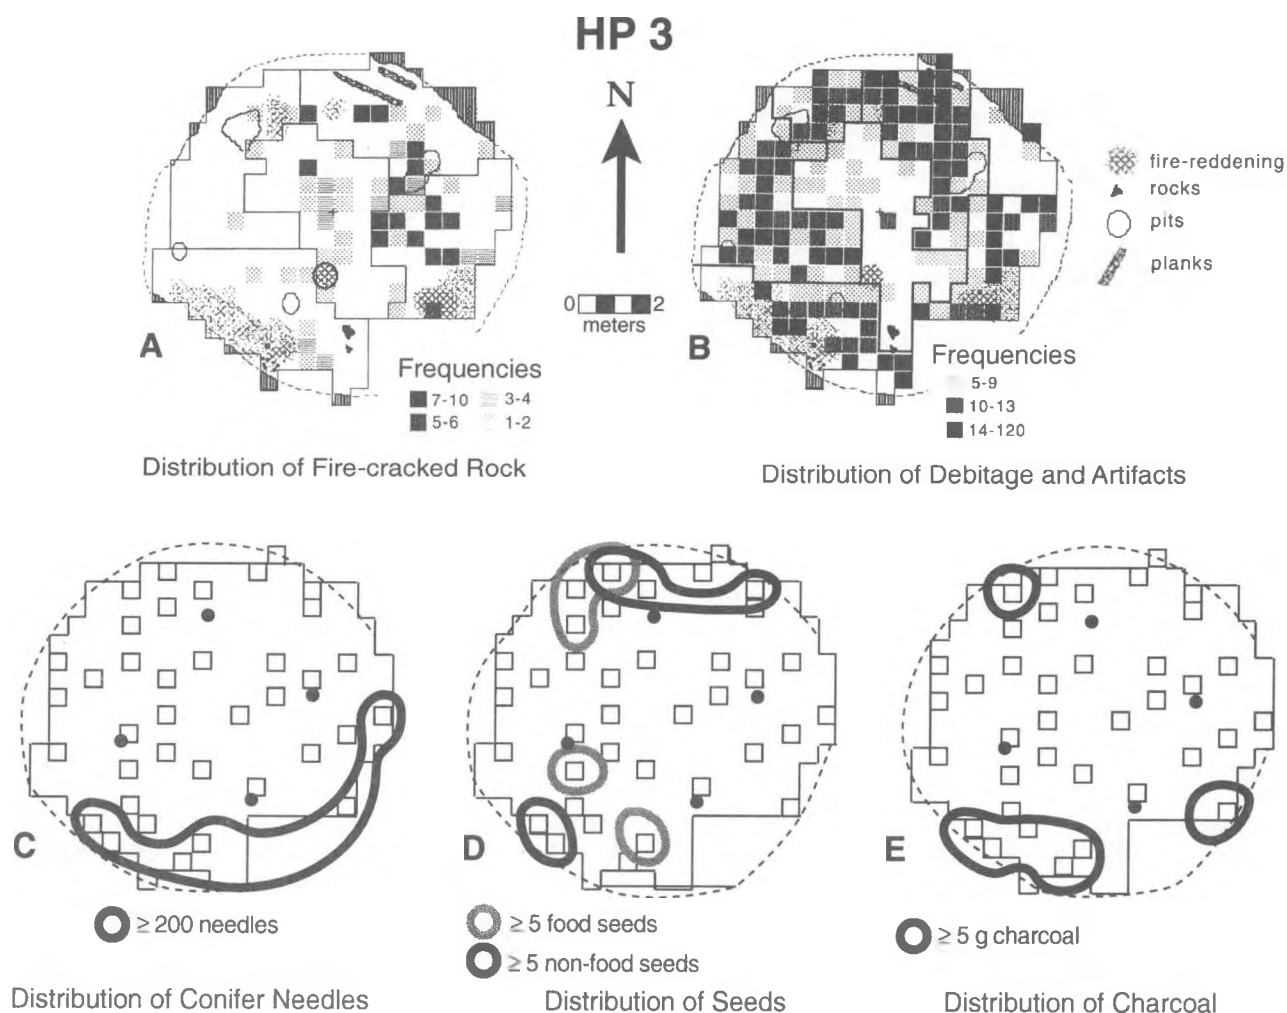 HP 3
N
0 2
meters
fire-reddening
rocks
pits
planks
A
Frequencies
7-10 3-4
5-6 1-2
B
Frequencies
5-9
10-13
14-120
Distribution of Fire-cracked Rock
Distribution of Debitage and Artifacts
C
≥ 200 needles
Distribution of Conifer Needles
D
≥ 5 food seeds
≥ 5 non-food seeds
Distribution of Seeds
E
≥ 5 g charcoal
Distribution of Charcoal